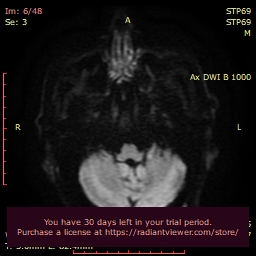 Im: 6/48
Se: 3
A
STP69
STP69
M
Ax DWI B 1000
R
L
You have 30 days left in your trial period.
Purchase a license at https://radiantviewer.com/store/